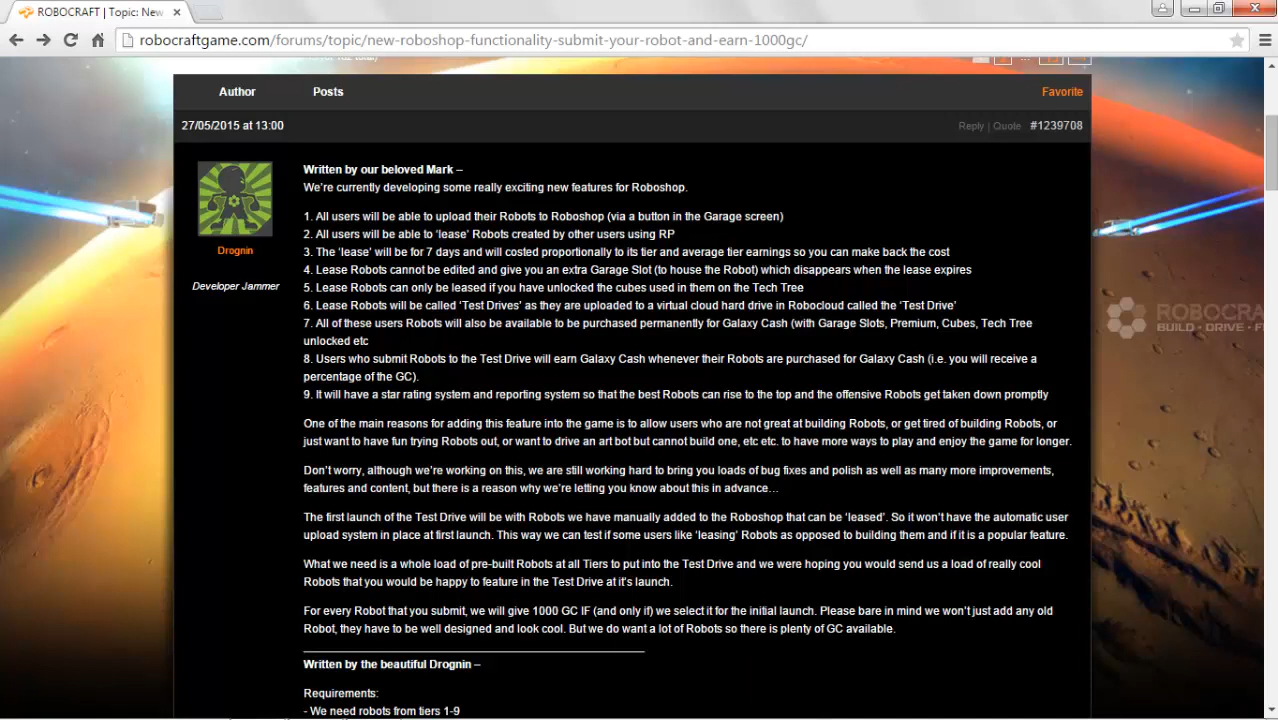 ROBOCRAFT | Topic: New
robocraftgame.com/forums/topic/new-roboshop-functionality-submit-your-robot-and-earn-1000gc/
Author Posts Favorite
27/05/2015 at 13:00 Reply | Quote #1239708
Drognin
Developer Jammer
Written by our beloved Mark –
We're currently developing some really exciting new features for Roboshop.
1. All users will be able to upload their Robots to Roboshop (via a button in the Garage screen)
2. All users will be able to 'lease' Robots created by other users using RP
3. The 'lease' will be for 7 days and will costed proportionally to its tier and average tier earnings so you can make back the cost
4. Lease Robots cannot be edited and give you an extra Garage Slot (to house the Robot) which disappears when the lease expires
5. Lease Robots can only be leased if you have unlocked the cubes used in them on the Tech Tree
6. Lease Robots will be called 'Test Drives' as they are uploaded to a virtual cloud hard drive in Robocloud called the 'Test Drive'
7. All of these users Robots will also be available to be purchased permanently for Galaxy Cash (with Garage Slots, Premium, Cubes, Tech Tree
unlocked etc
8. Users who submit Robots to the Test Drive will earn Galaxy Cash whenever their Robots are purchased for Galaxy Cash (i.e. you will receive a
percentage of the GC).
9. It will have a star rating system and reporting system so that the best Robots can rise to the top and the offensive Robots get taken down promptly
One of the main reasons for adding this feature into the game is to allow users who are not great at building Robots, or get tired of building Robots, or
just want to have fun trying Robots out, or want to drive an art bot but cannot build one, etc etc. to have more ways to play and enjoy the game for longer.
Don't worry, although we're working on this, we are still working hard to bring you loads of bug fixes and polish as well as many more improvements,
features and content, but there is a reason why we're letting you know about this in advance…
The first launch of the Test Drive will be with Robots we have manually added to the Roboshop that can be 'leased'. So it won't have the automatic user
upload system in place at first launch. This way we can test if some users like 'leasing' Robots as opposed to building them and if it is a popular feature.
What we need is a whole load of pre-built Robots at all Tiers to put into the Test Drive and we were hoping you would send us a load of really cool
Robots that you would be happy to feature in the Test Drive at it's launch.
For every Robot that you submit, we will give 1000 GC IF (and only if) we select it for the initial launch. Please bare in mind we won't just add any old
Robot, they have to be well designed and look cool. But we do want a lot of Robots so there is plenty of GC available.
Written by the beautiful Drognin –
Requirements:
- We need robots from tiers 1-9
ROBOCRA
BUILD · DRIVE · F